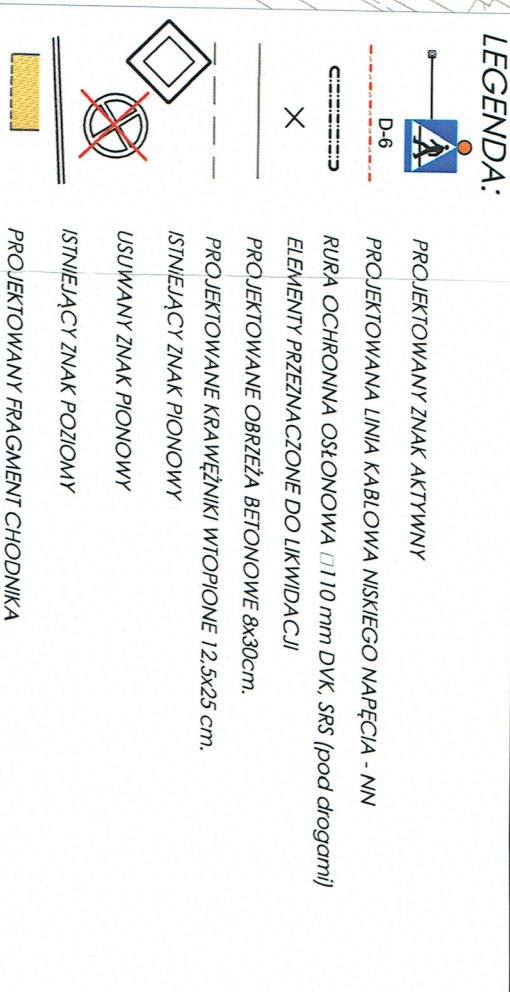 LEGENDA:
D-6
PROJEKTOWANY ZNAK AKTYWNY
PROJEKTOWANA LINIA KABLOWA NISKIEGO NAPĘCIA - NN
RURA OCHRONNA OSŁONOWA □110 mm DVK, SRS (pod drogami)
ELEMENTY PRZEZNACZONE DO LIKWIDACJI
PROJEKTOWANE OBRZEŻA BETONOWE 8x30cm.
PROJEKTOWANE KRAWĘŻNIKI WTOPIONE 12,5x25 cm.
ISTNIEJĄCY ZNAK PIONOWY
USUWANY ZNAK PIONOWY
ISTNIEJĄCY ZNAK POZIOMY
PROJEKTOWANY FRAGMENT CHODNIKA